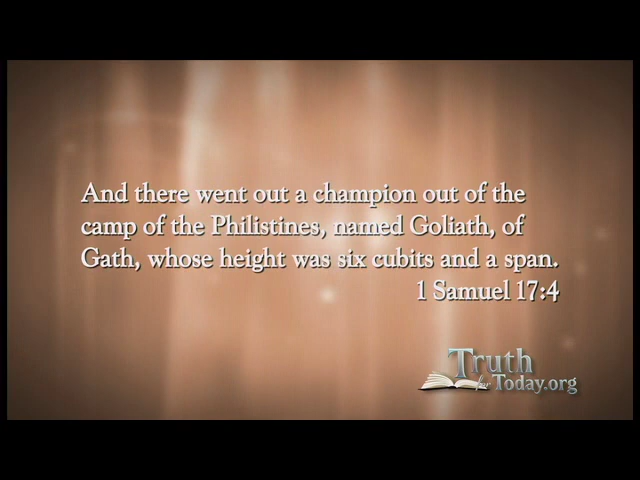 And there went out a champion out of the
camp of the Philistines, named Goliath, of
Gath, whose height was six cubits and a span.
1 Samuel 17:4
Truth
for Today.org